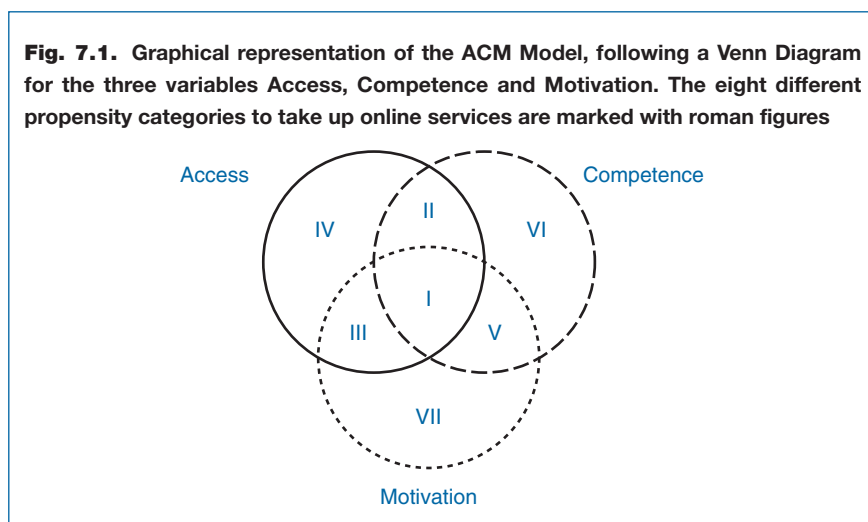 Fig. 7.1. Graphical representation of the ACM Model, following a Venn Diagram
for the three variables Access, Competence and Motivation. The eight different
propensity categories to take up online services are marked with roman figures
Access
Competence
II
IV
VI
I
III
V
VII
Motivation